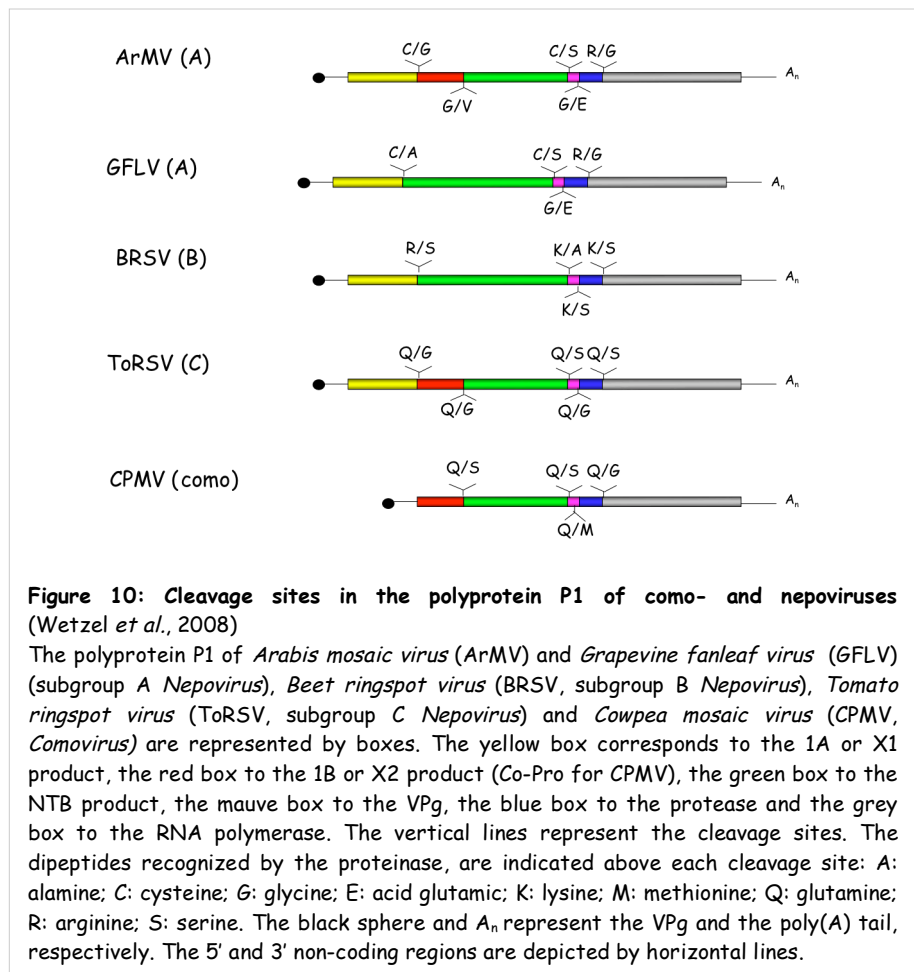 C/G C/S R/G
ArMV (A) Aₙ
G/V G/E
C/A C/S R/G
GFLV (A) Aₙ
G/E
R/S K/A K/S
BRSV (B) Aₙ
K/S
Q/G Q/S Q/S
ToRSV (C) Aₙ
Q/G Q/G
Q/S Q/S Q/G
CPMV (como) Aₙ
Q/M
Figure 10: Cleavage sites in the polyprotein P1 of como- and nepoviruses
(Wetzel et al., 2008)
The polyprotein P1 of Arabis mosaic virus (ArMV) and Grapevine fanleaf virus (GFLV)
(subgroup A Nepovirus), Beet ringspot virus (BRSV, subgroup B Nepovirus), Tomato
ringspot virus (ToRSV, subgroup C Nepovirus) and Cowpea mosaic virus (CPMV,
Comovirus) are represented by boxes. The yellow box corresponds to the 1A or X1
product, the red box to the 1B or X2 product (Co-Pro for CPMV), the green box to the
NTB product, the mauve box to the VPg, the blue box to the protease and the grey
box to the RNA polymerase. The vertical lines represent the cleavage sites. The
dipeptides recognized by the proteinase, are indicated above each cleavage site: A:
alamine; C: cysteine; G: glycine; E: acid glutamic; K: lysine; M: methionine; Q: glutamine;
R: arginine; S: serine. The black sphere and Aₙ represent the VPg and the poly(A) tail,
respectively. The 5' and 3' non-coding regions are depicted by horizontal lines.